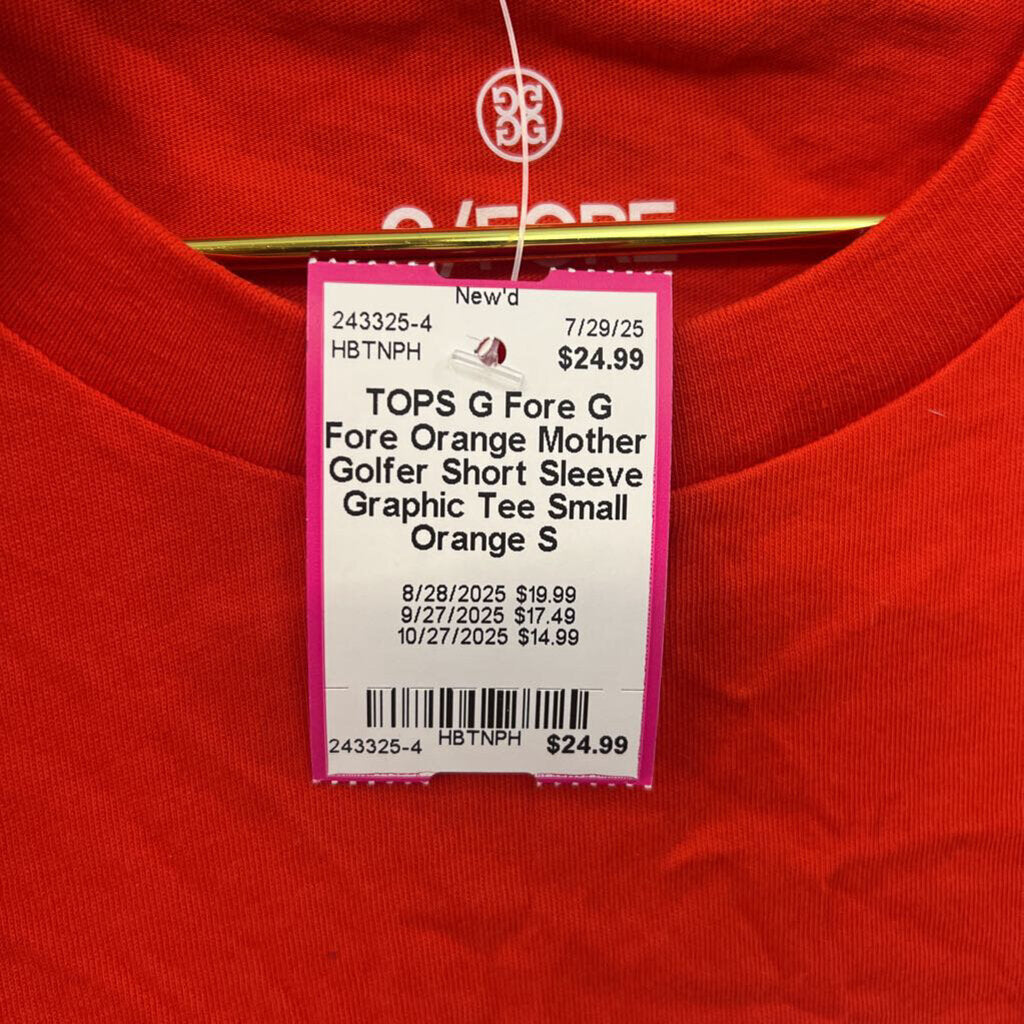 G/FORE
New'd
243325-4 7/29/25
HBTNPH $24.99
TOPS G Fore G
Fore Orange Mother
Golfer Short Sleeve
Graphic Tee Small
Orange S
8/28/2025 $19.99
9/27/2025 $17.49
10/27/2025 $14.99
243325-4 HBTNPH $24.99